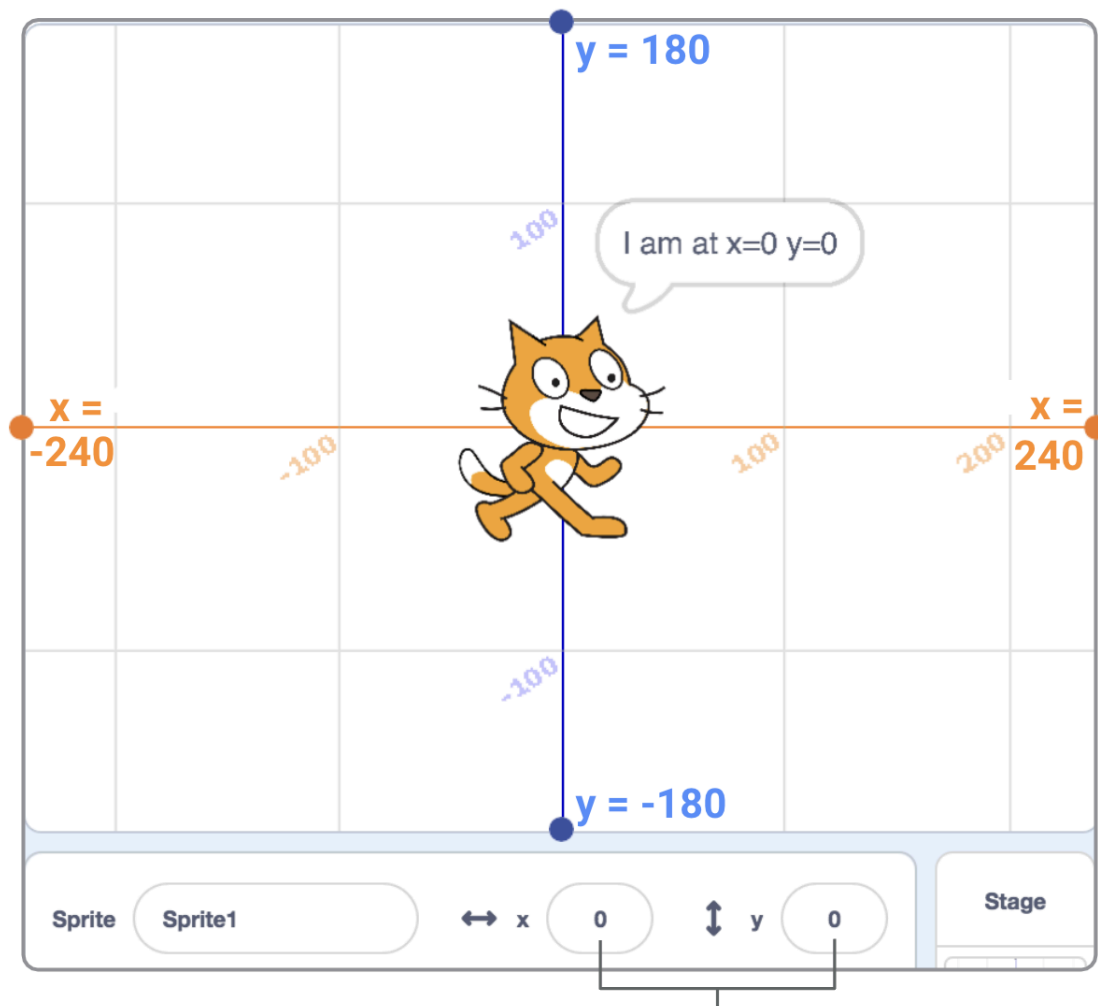 y = 180
100
I am at x=0 y=0
x =
-240
-100
100
200
x =
240
-100
y = -180
Sprite Sprite1 x 0 y 0
Stage